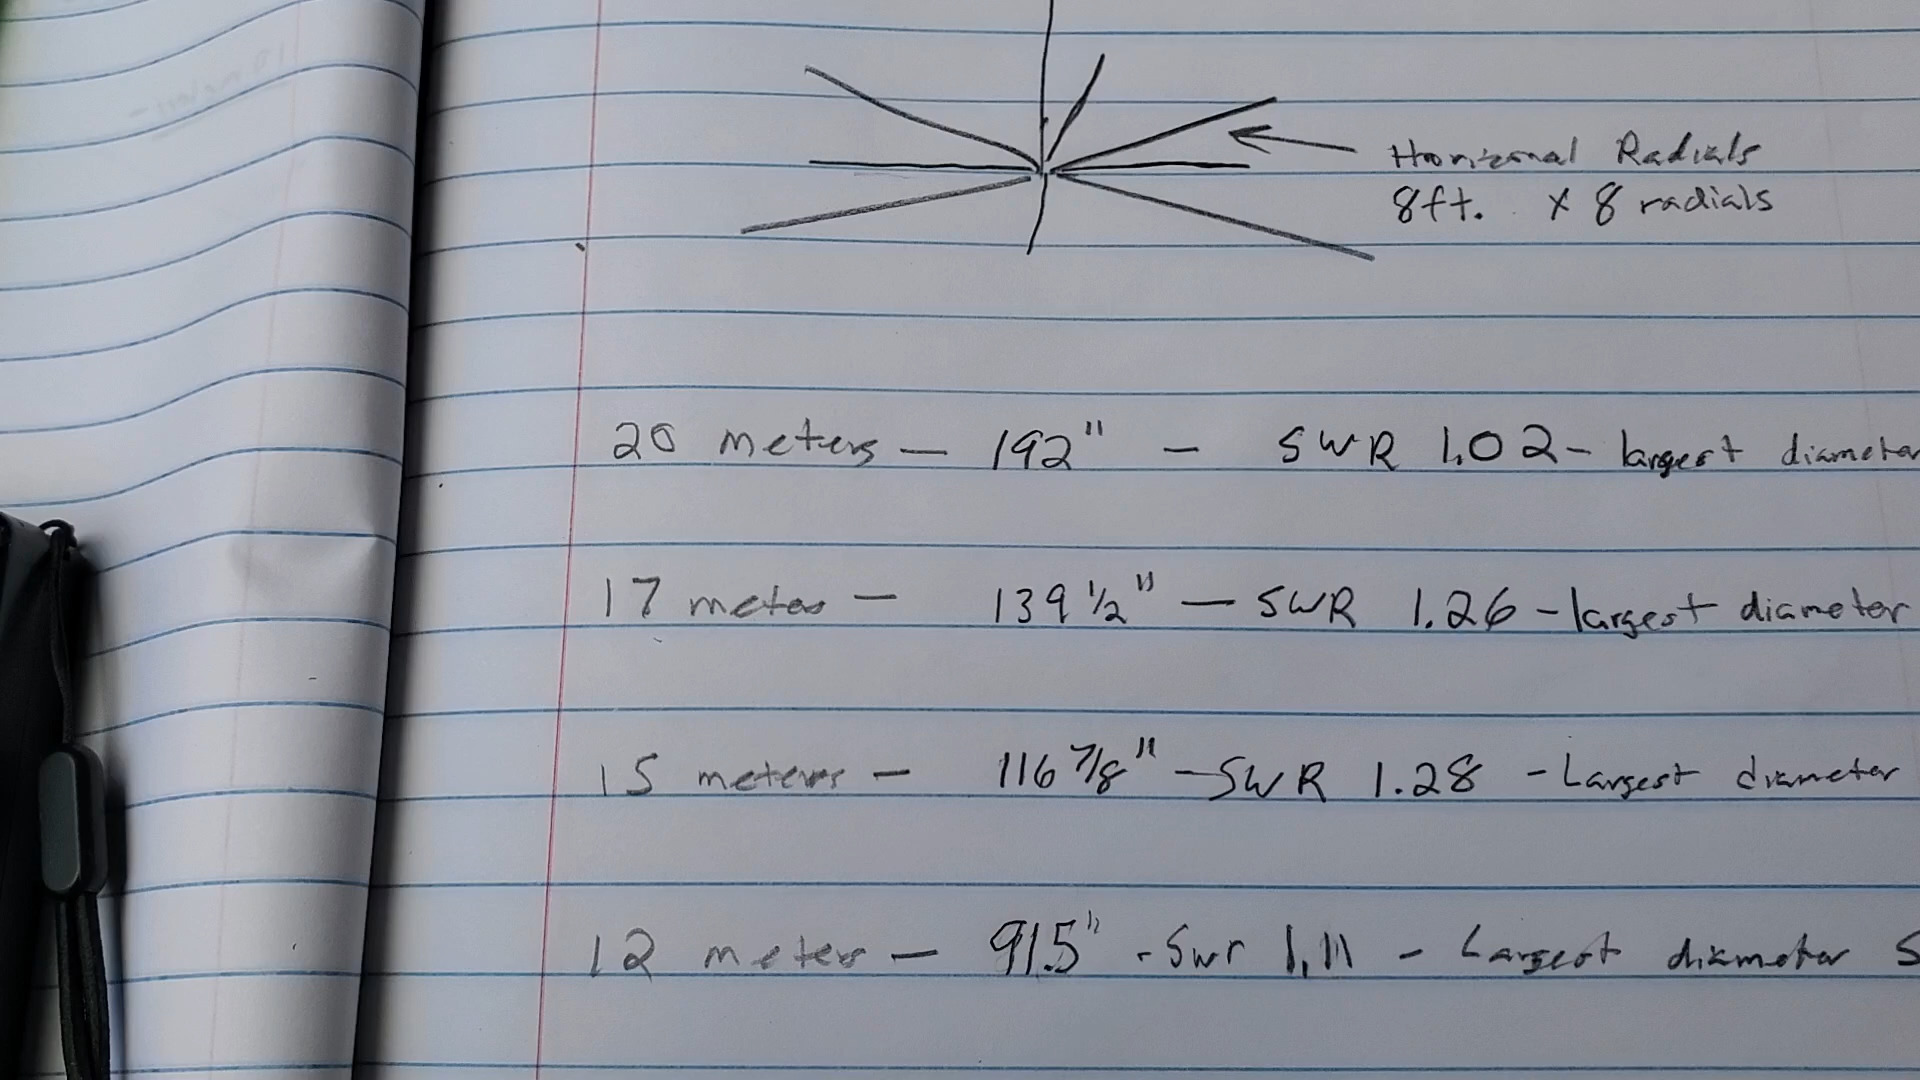 Horizontal Radials
8ft. x 8 radials
20 meters — 192" - SWR 1.02 - largest diameter
17 meter — 139 1/2" — SWR 1.26 - largest diameter
15 meters — 116 7/8" - SWR 1.28 - Largest diameter
12 meter — 91.5" - Swr 1.11 - Largest diameter S